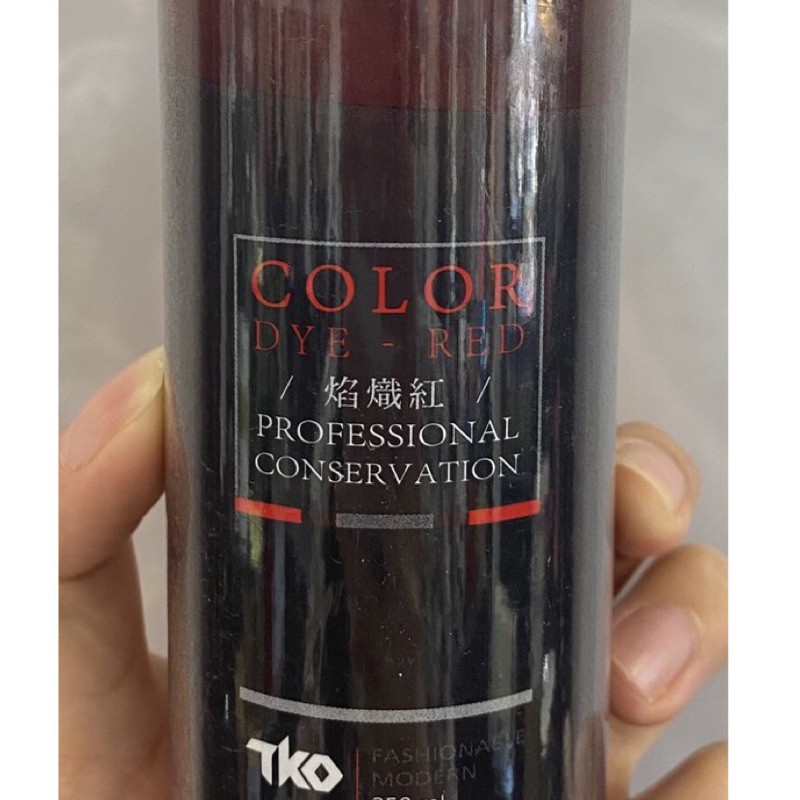 COLOR
DYE - RED
/ 焰熾紅 /
PROFESSIONAL
CONSERVATION
TKO
FASHIONABLE
MODERN